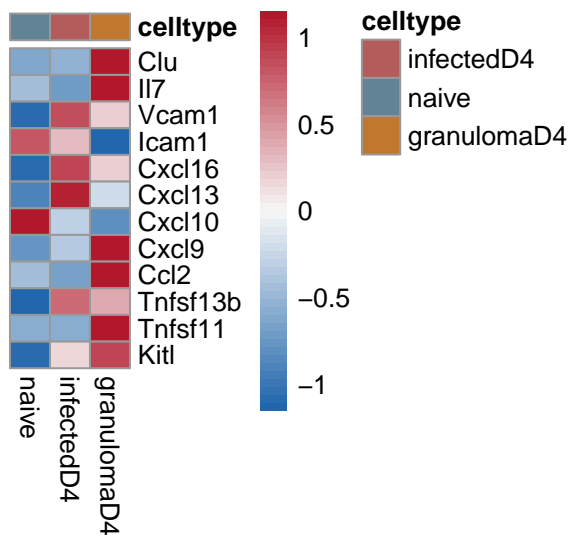 celltype
Clu
Il7
Vcam1
Icam1
Cxcl16
Cxcl13
Cxcl10
Cxcl9
Ccl2
Tnfsf13b
Tnfsf11
Kitl
naive
infectedD4
granulomaD4
1
0.5
0
−0.5
−1
celltype
infectedD4
naive
granulomaD4